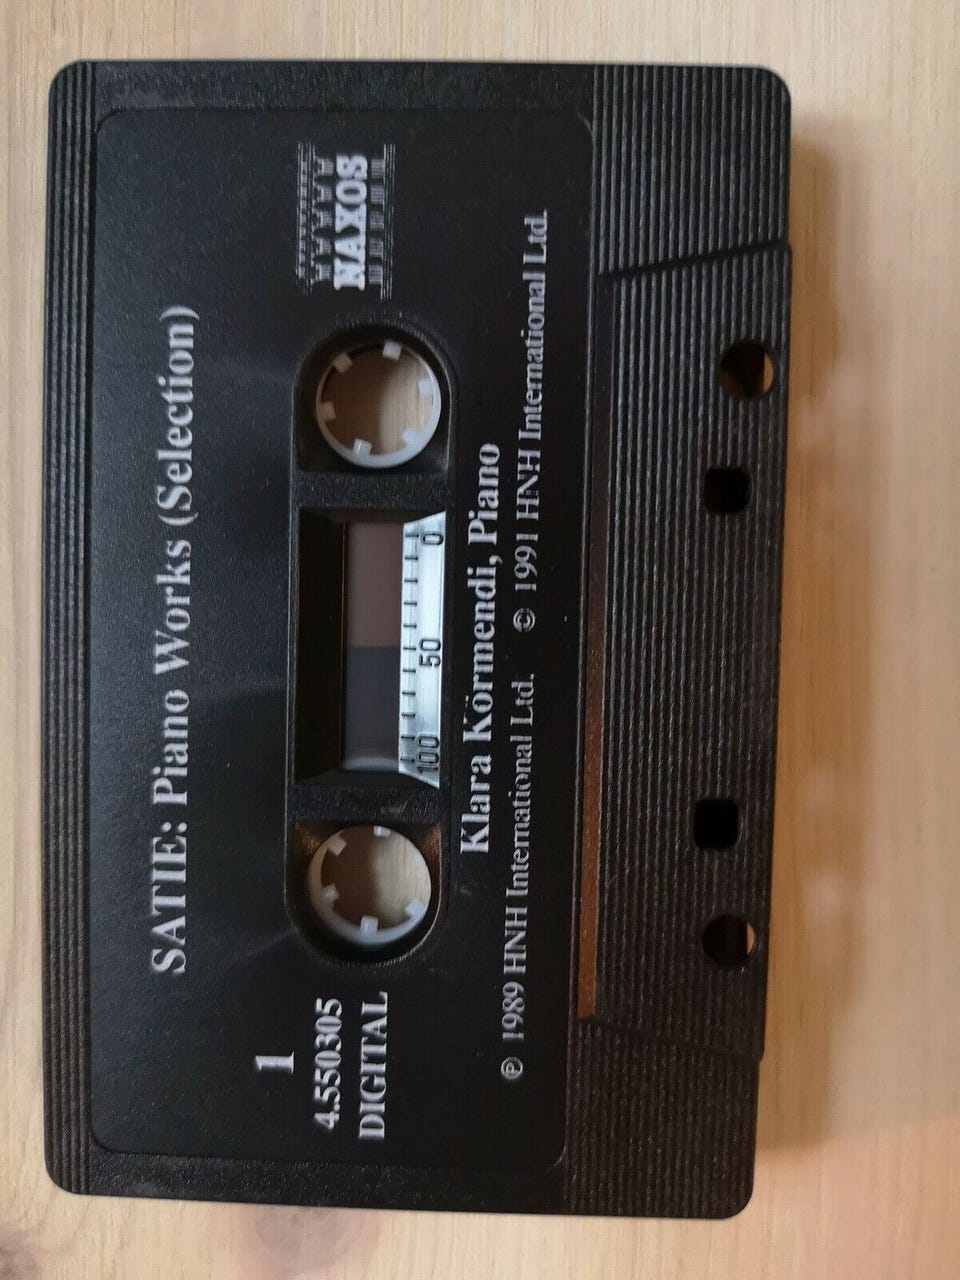 SATIE: Piano Works (Selection)
1
4.550305
DIGITAL
NAXOS
100 50 0
Klara Körmendi, Piano
℗ 1989 HNH International Ltd. © 1991 HNH International Ltd.